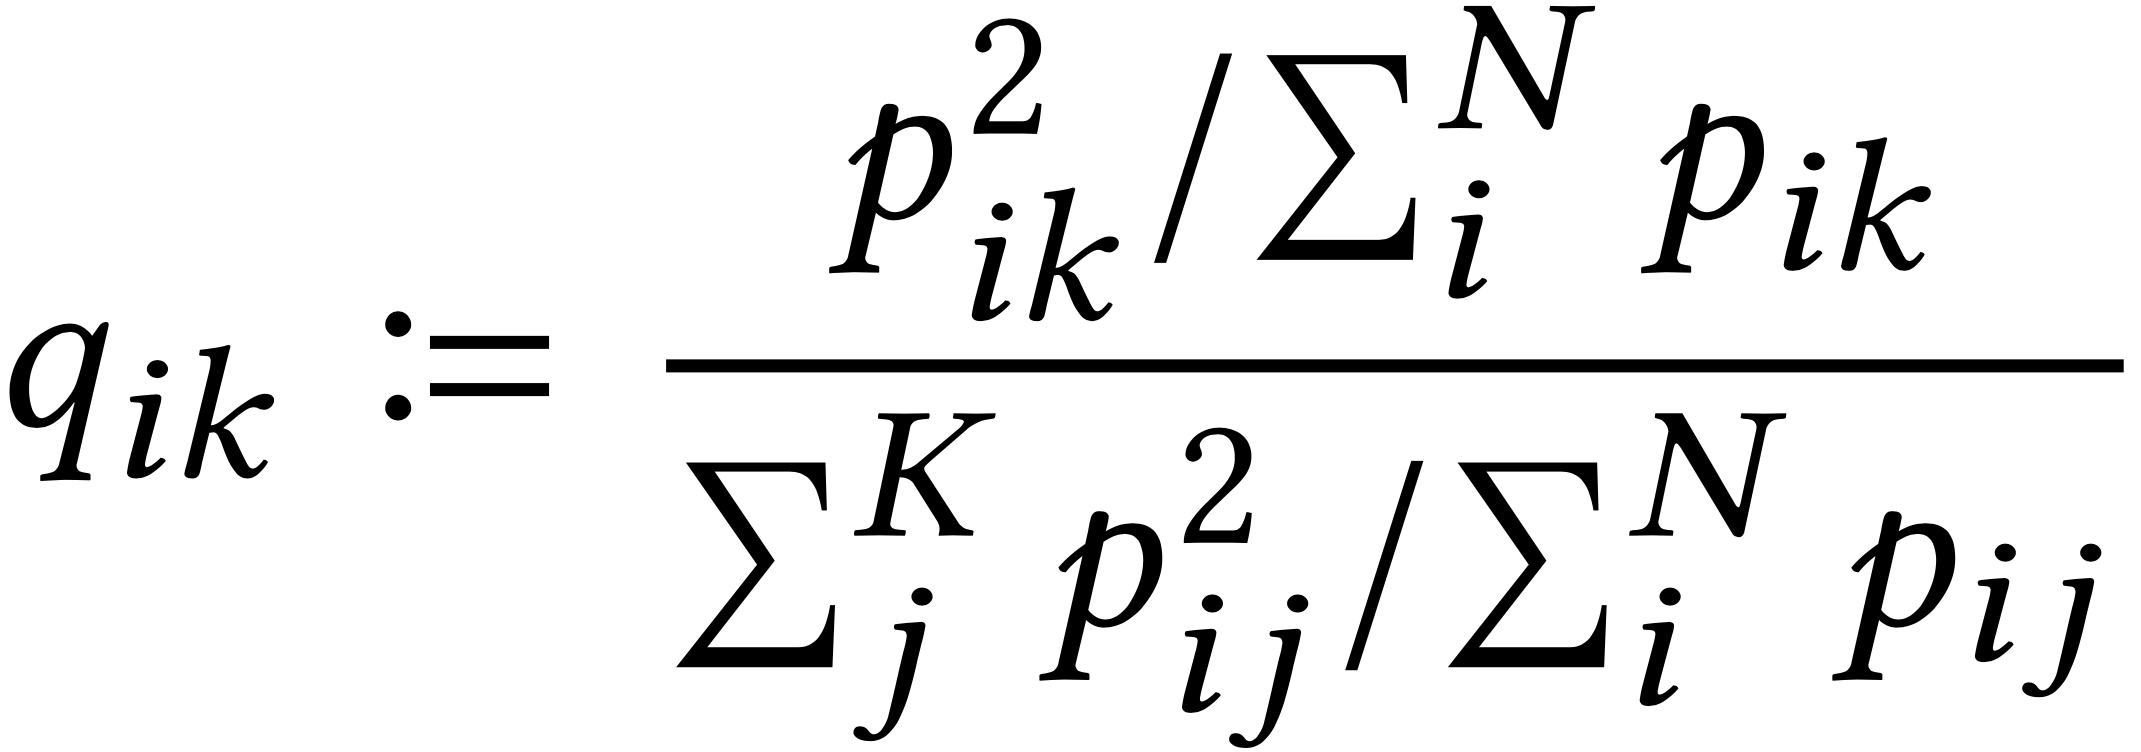 q_{ik} := \frac{p_{ik}^2 / \sum_i^N p_{ik}}{\sum_j^K p_{ij}^2 / \sum_i^N p_{ij}}